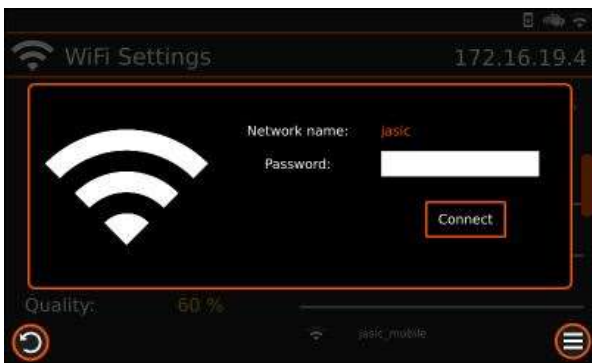 WiFi Settings 172.16.19.4
Network name: jasic
Password:
Connect
Quality: 60 %
jasic_mobile